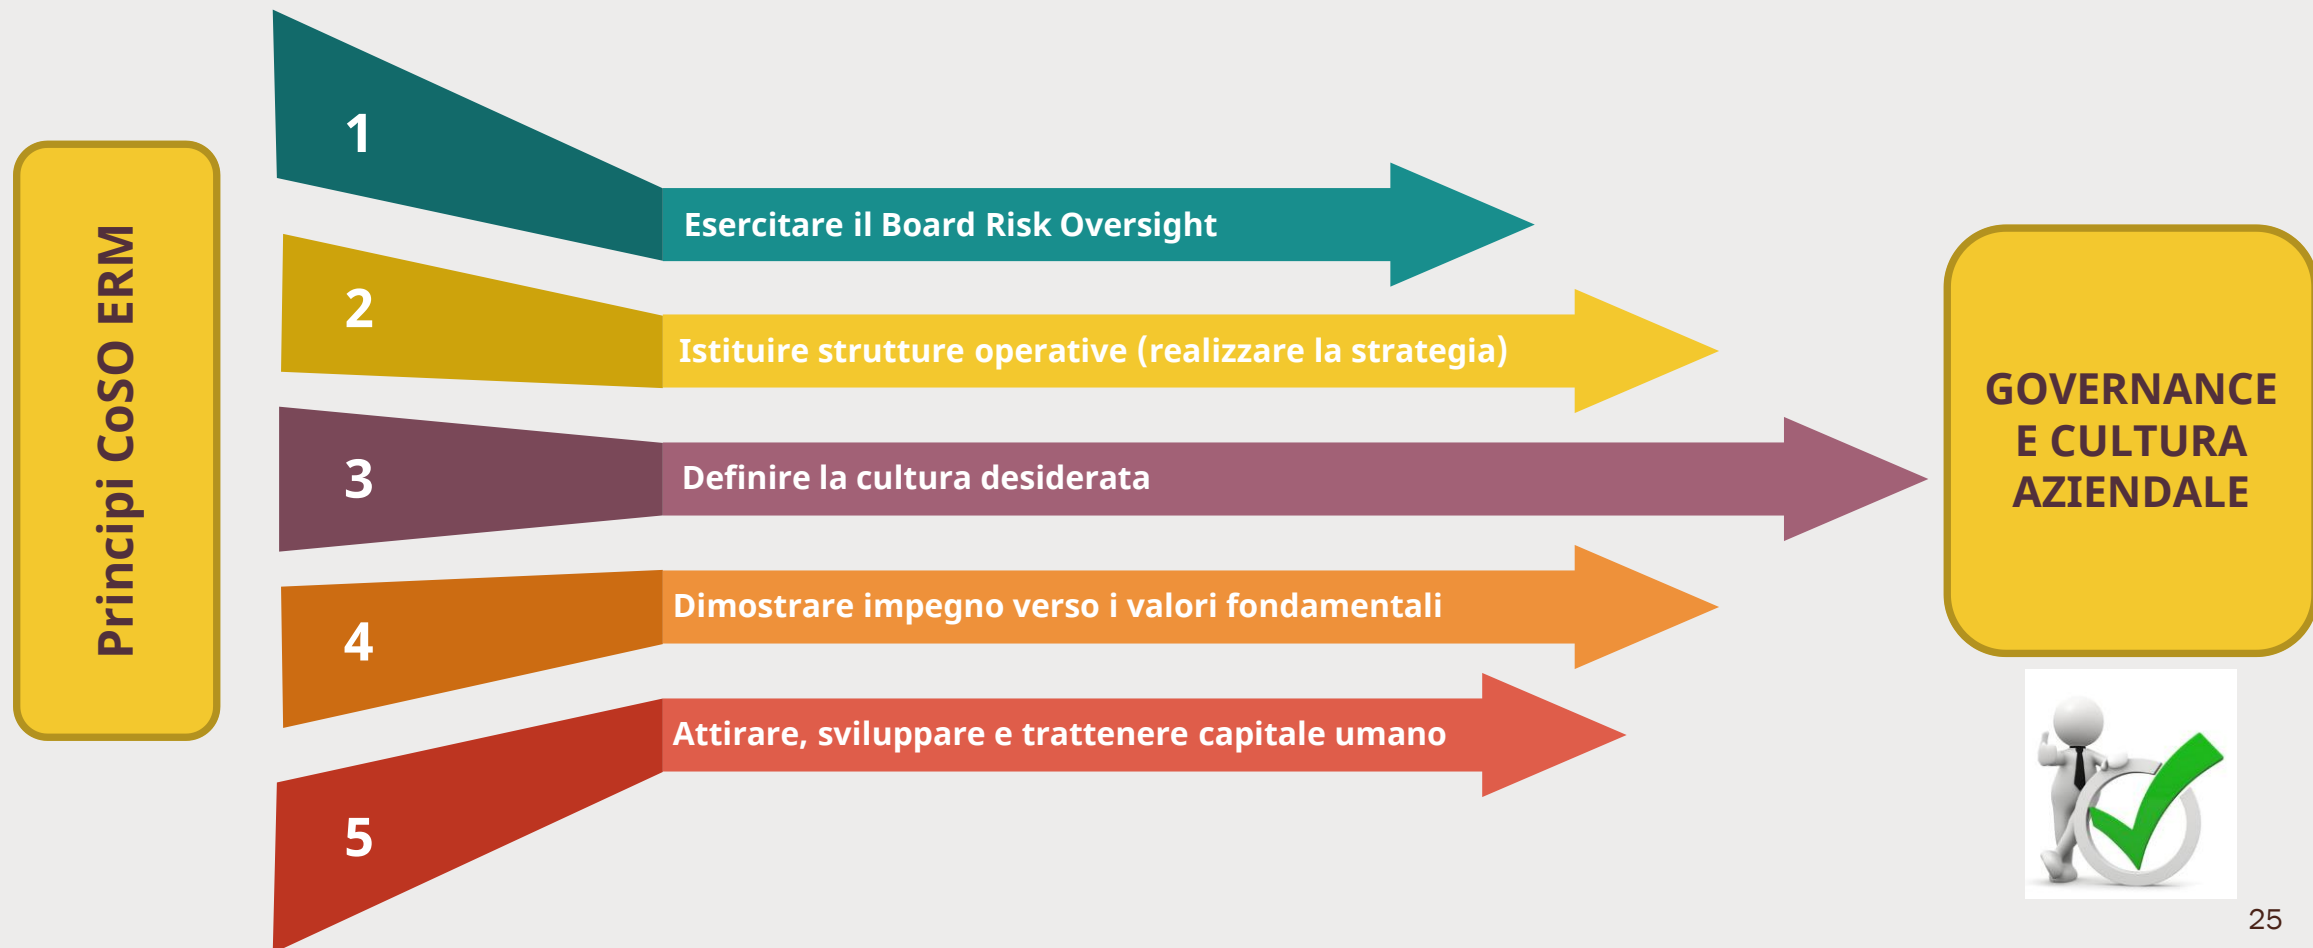 Principi CoSO ERM
1
Esercitare il Board Risk Oversight
2
Istituire strutture operative (realizzare la strategia)
3
Definire la cultura desiderata
4
Dimostrare impegno verso i valori fondamentali
5
Attirare, sviluppare e trattenere capitale umano
GOVERNANCE
E CULTURA
AZIENDALE
25